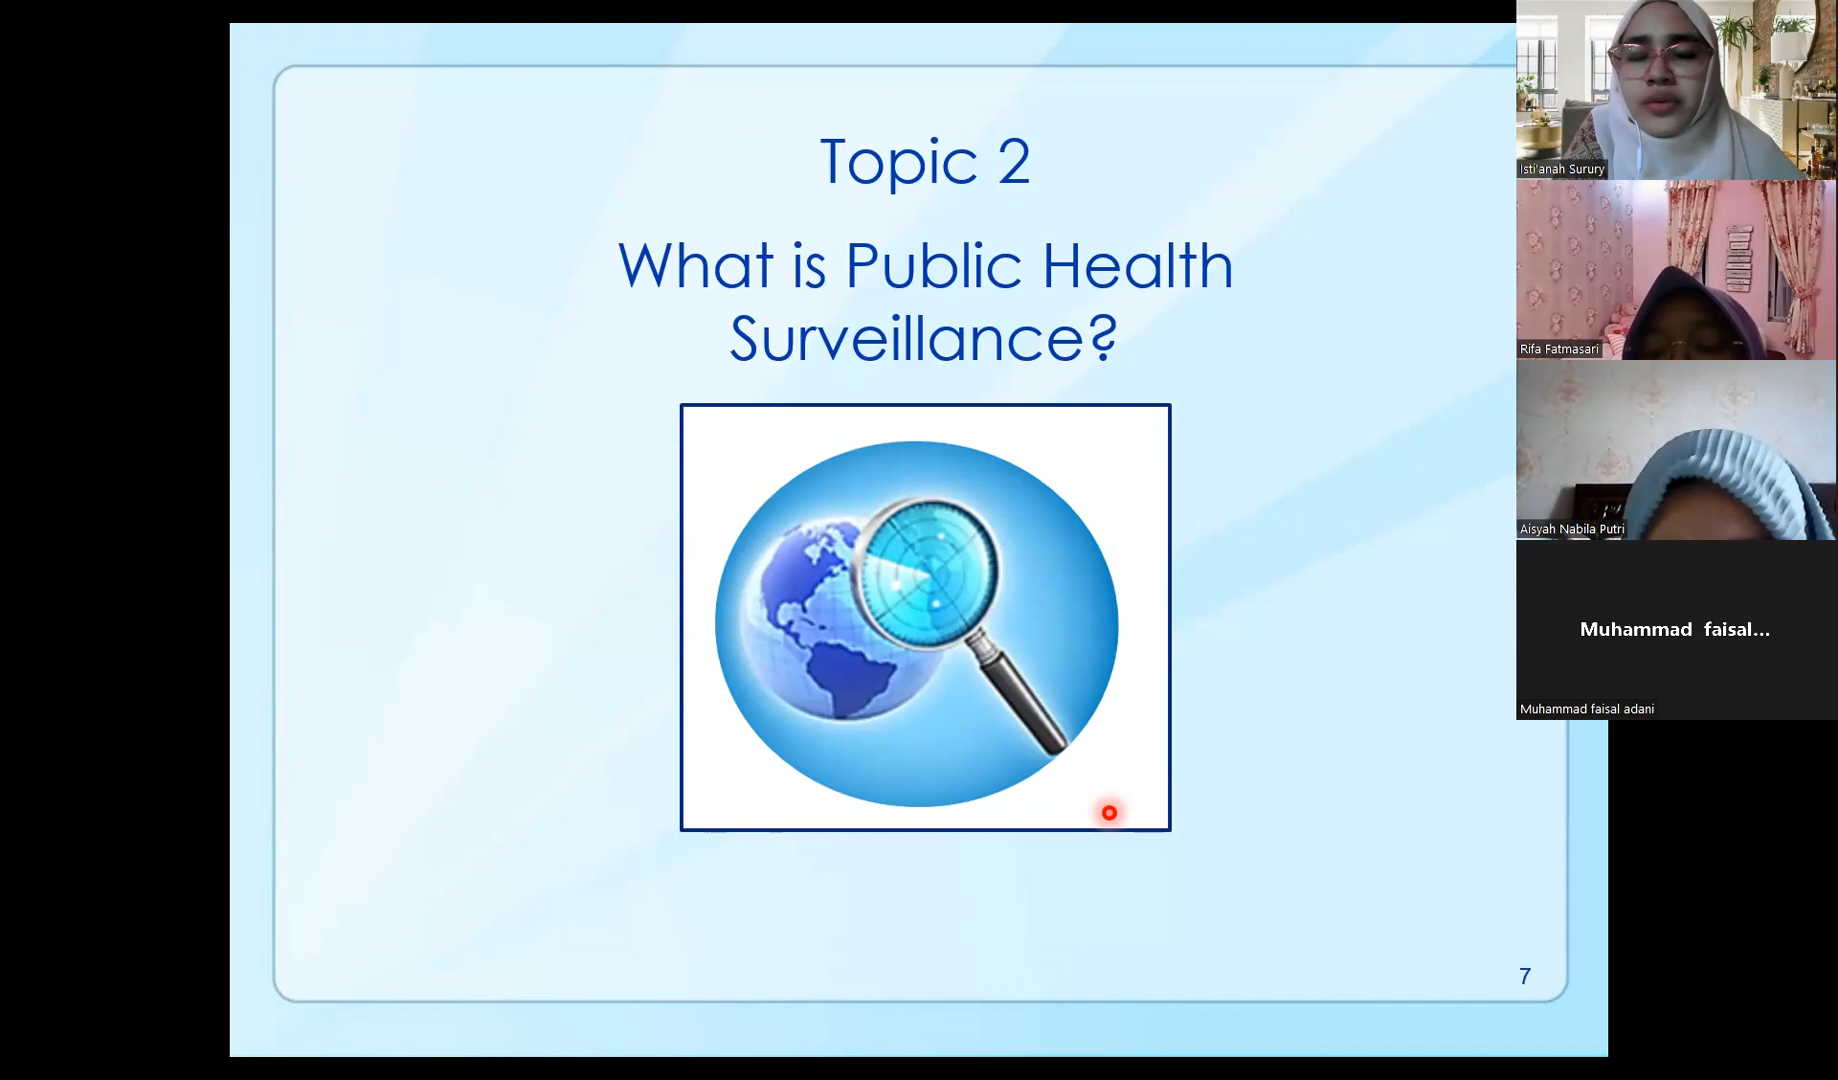 Topic 2
What is Public Health
Surveillance?
7
Isti'anah Surury
Rifa Fatmasari
Aisyah Nabila Putri
Muhammad faisal...
Muhammad faisal adani